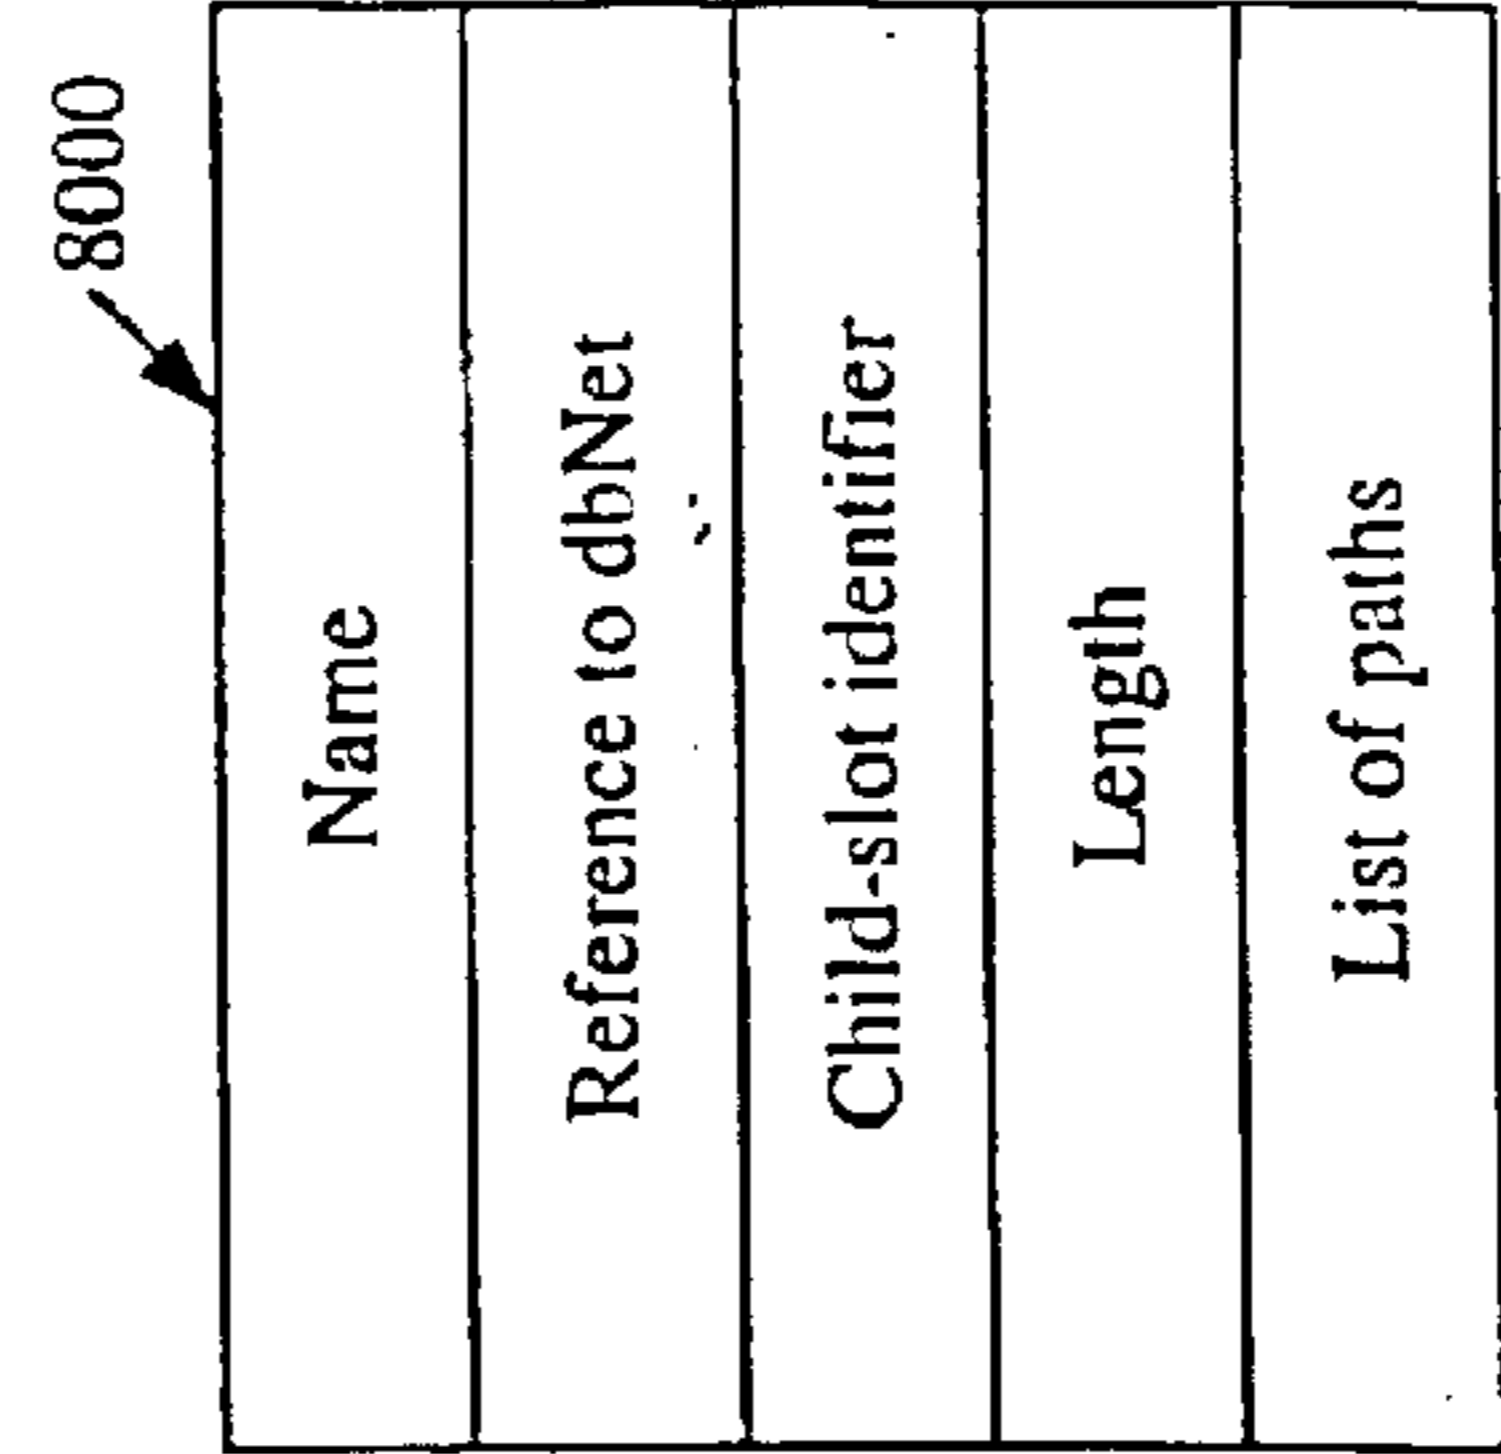 8000
Name
Reference to dbNet
Child-slot identifier
Length
List of paths